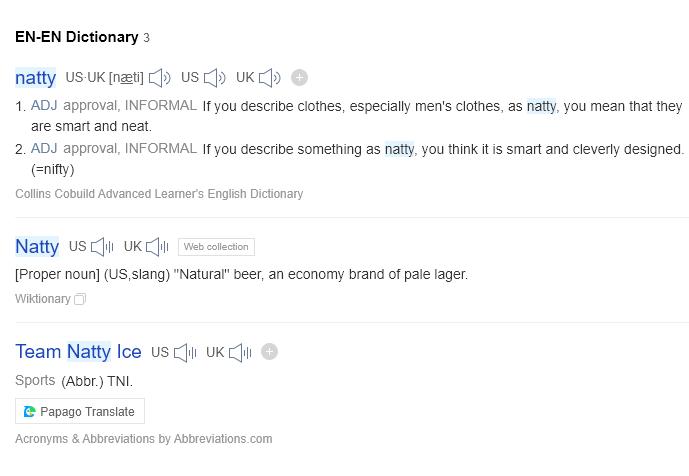 EN-EN Dictionary 3
natty US·UK [næti] US UK
1. ADJ approval, INFORMAL If you describe clothes, especially men's clothes, as natty, you mean that they
are smart and neat.
2. ADJ approval, INFORMAL If you describe something as natty, you think it is smart and cleverly designed.
(=nifty)
Collins Cobuild Advanced Learner's English Dictionary
Natty US UK Web collection
[Proper noun] (US,slang) "Natural" beer, an economy brand of pale lager.
Wiktionary
Team Natty Ice US UK
Sports (Abbr.) TNI.
Papago Translate
Acronyms & Abbreviations by Abbreviations.com